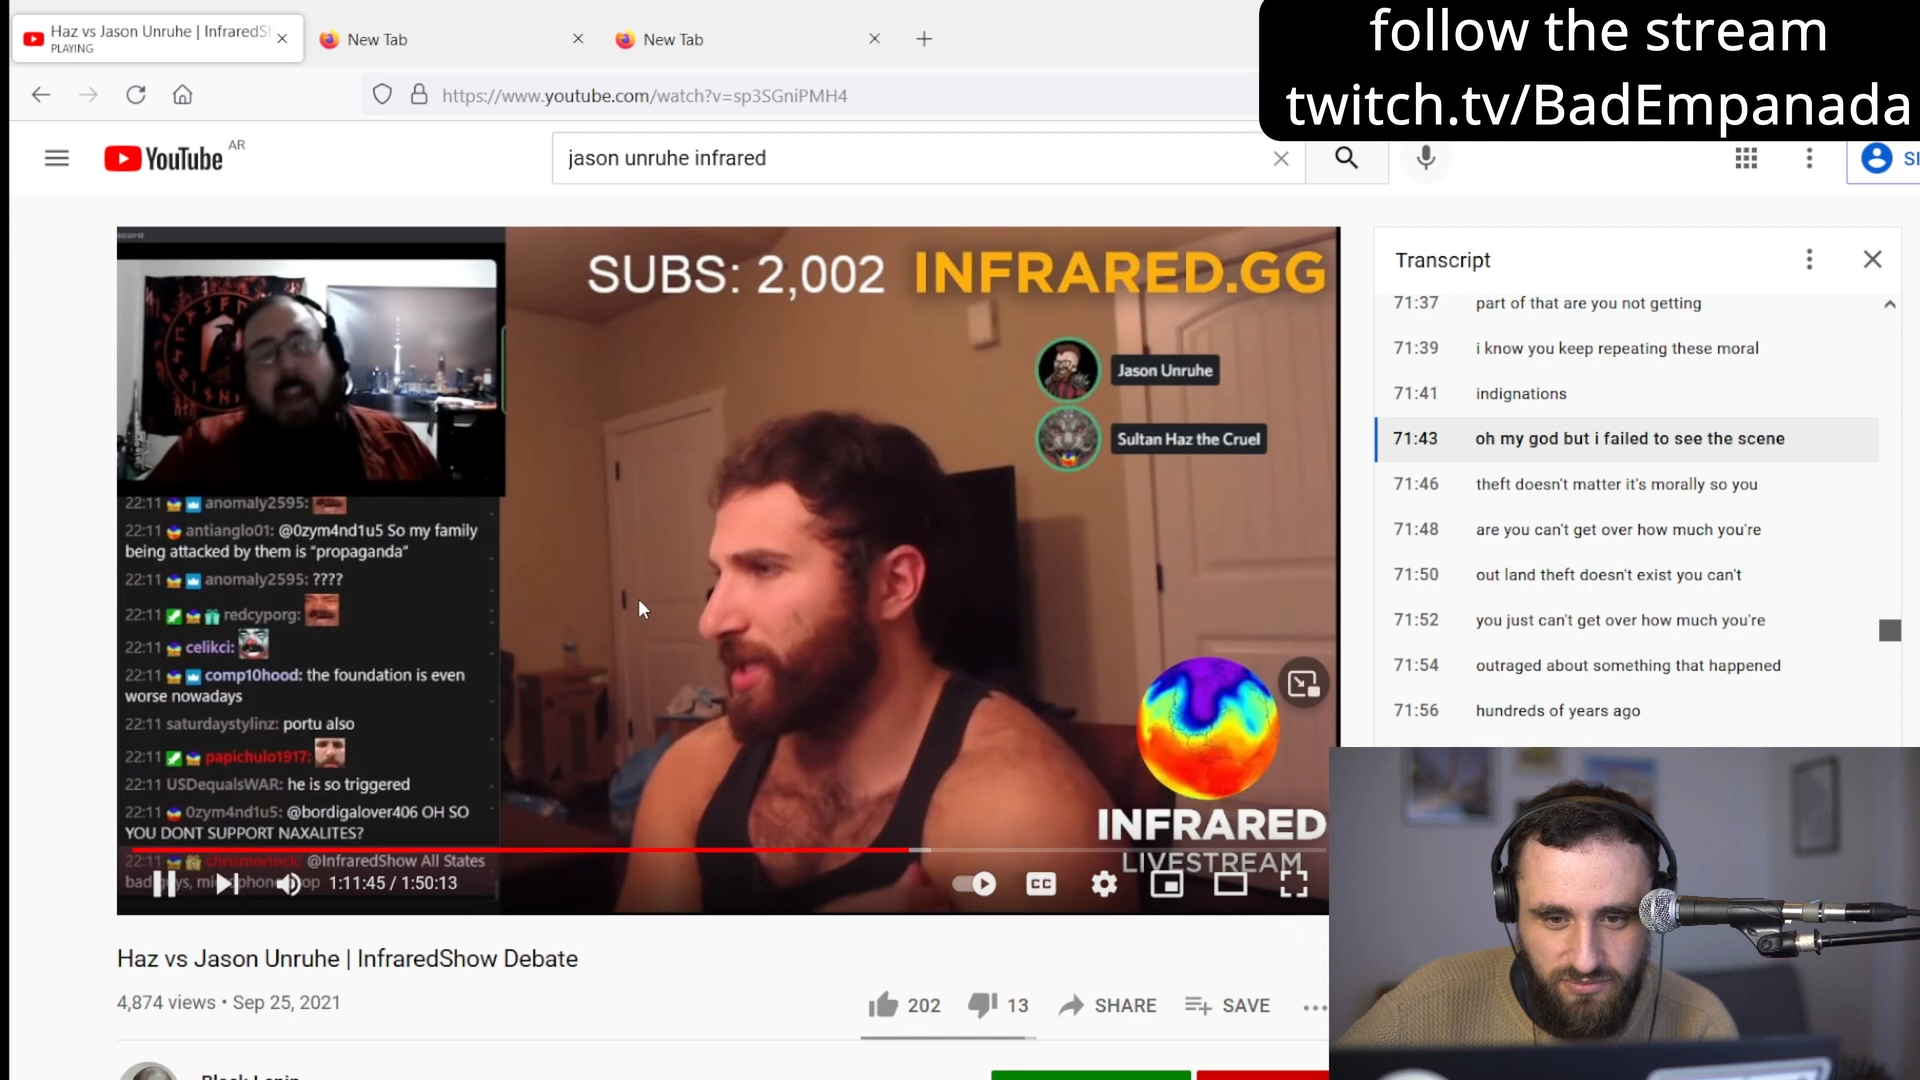 Haz vs Jason Unruhe | InfraredS
PLAYING
New Tab
New Tab
follow the stream
twitch.tv/BadEmpanada
https://www.youtube.com/watch?v=sp3SGniPMH4
YouTube
AR
jason unruhe infrared
SI
SUBS: 2,002 INFRARED.GG
Jason Unruhe
Sultan Haz the Cruel
22:11 anomaly2595:
22:11 antianglo01: @0zym4nd1u5 So my family
being attacked by them is "propaganda"
22:11 anomaly2595: ????
22:11 redcyporg:
22:11 celikci:
22:11 comp10hood: the foundation is even
worse nowadays
22:11 saturdaystylinz: portu also
22:11 papichulo1917:
22:11 USDequalsWAR: he is so triggered
22:11 0zym4nd1u5: @bordigalover406 OH SO
YOU DONT SUPPORT NAXALITES?
22:11 chrismorlock: @InfraredShow All States
INFRARED
LIVESTREAM
1:11:45 / 1:50:13
CC
Transcript
71:37 part of that are you not getting
71:39 i know you keep repeating these moral
71:41 indignations
71:43 oh my god but i failed to see the scene
71:46 theft doesn't matter it's morally so you
71:48 are you can't get over how much you're
71:50 out land theft doesn't exist you can't
71:52 you just can't get over how much you're
71:54 outraged about something that happened
71:56 hundreds of years ago
Haz vs Jason Unruhe | InfraredShow Debate
4,874 views • Sep 25, 2021
202
13
SHARE
SAVE